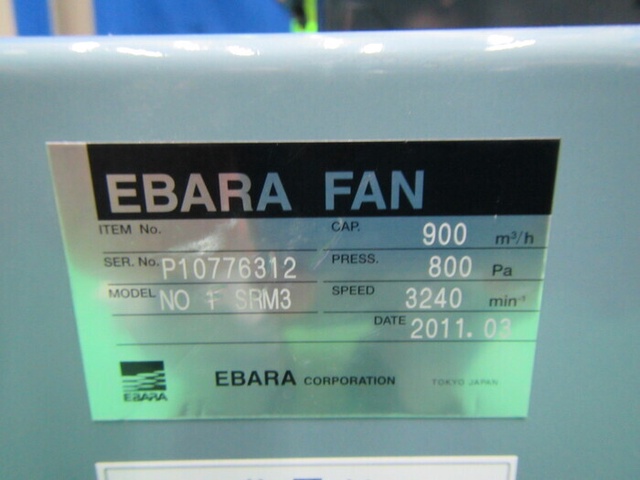 EBARA FAN
ITEM No.
CAP. 900 m³/h
SER. No. P10776312
PRESS. 800 Pa
MODEL NO SRM3
SPEED 3240 min⁻¹
DATE 2011.03
EBARA
EBARA CORPORATION TOKYO JAPAN